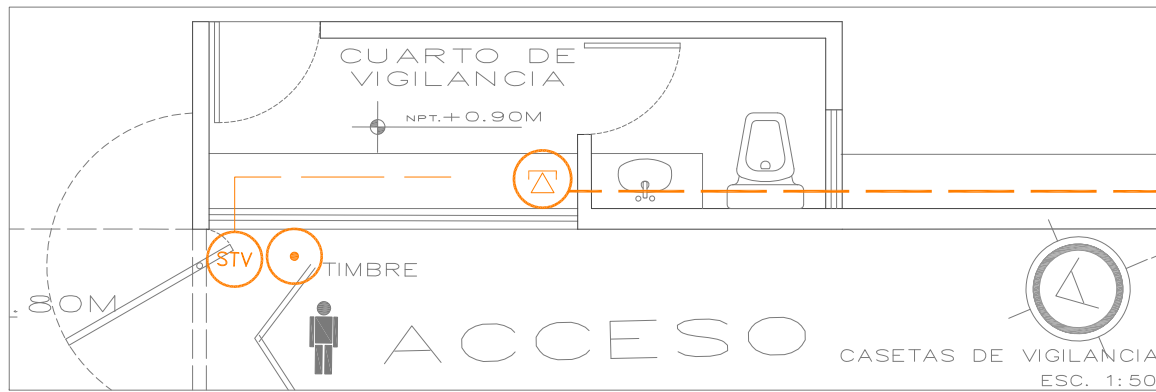 CUARTO DE
VIGILANCIA
NPT.+0.90M
STV
TIMBRE
.80M
ACCESO
CASETAS DE VIGILANCIA
ESC. 1:50